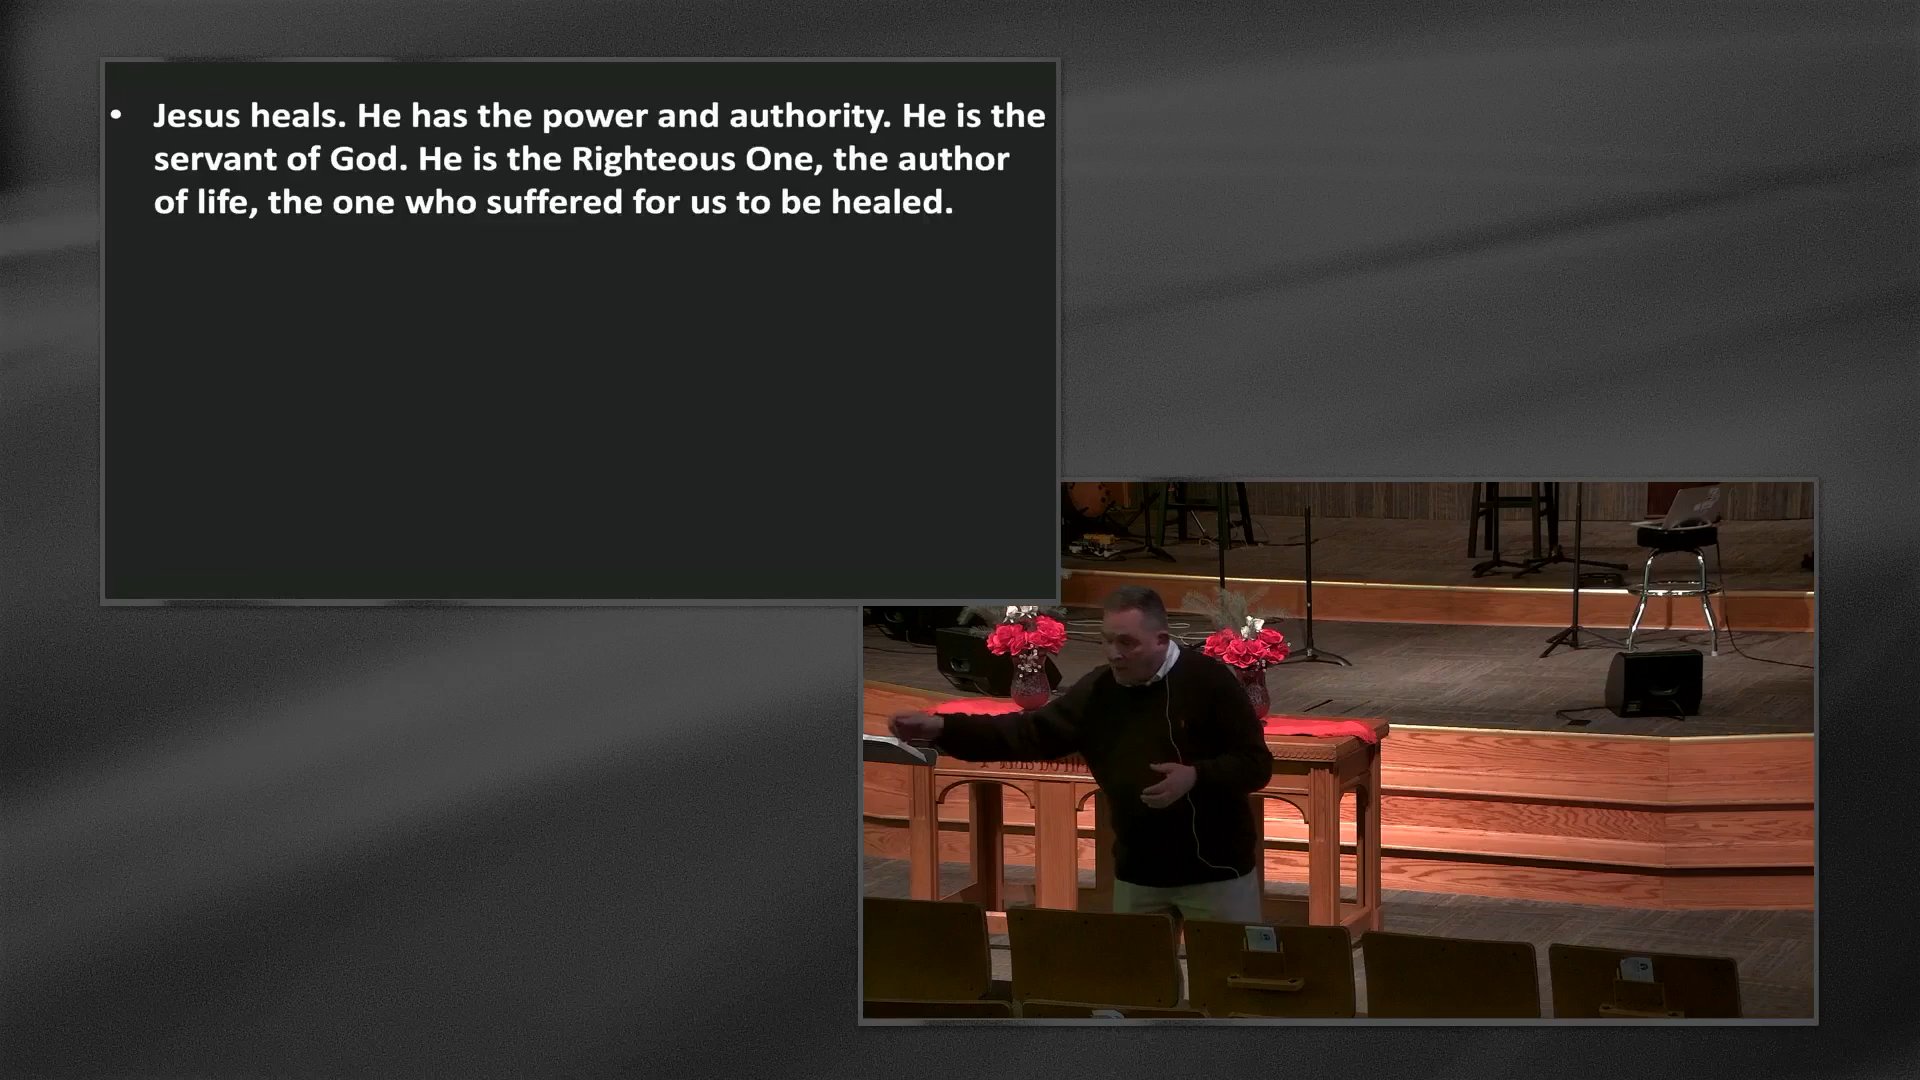 • Jesus heals. He has the power and authority. He is the
servant of God. He is the Righteous One, the author
of life, the one who suffered for us to be healed.